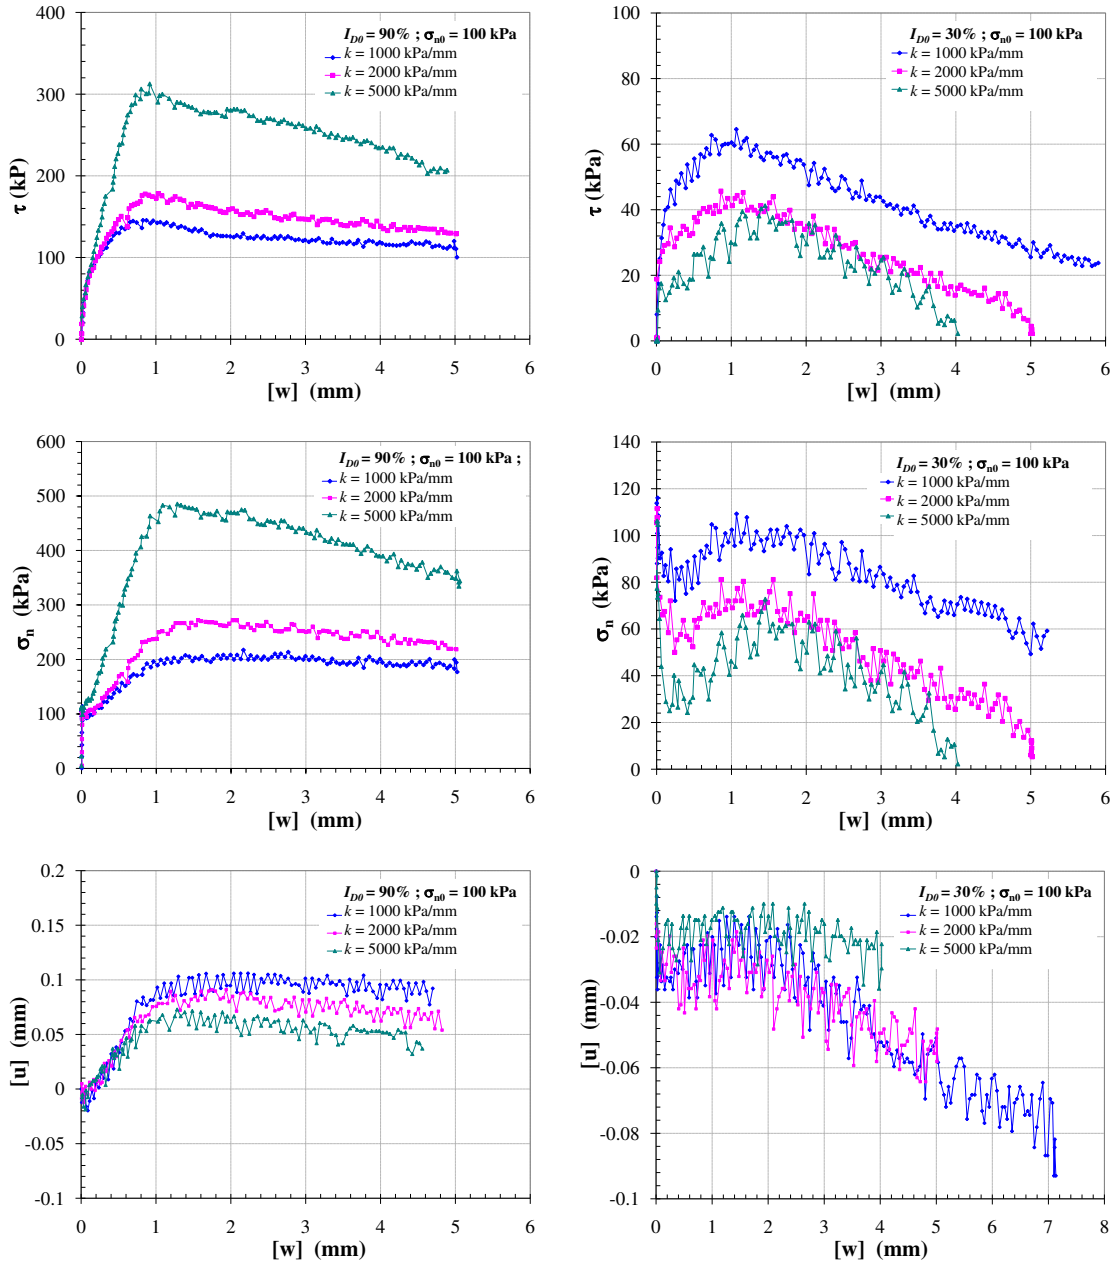 400
300
200
100
0
τ (kP)
I_D0 = 90% ; σ_n0 = 100 kPa
k = 1000 kPa/mm
k = 2000 kPa/mm
k = 5000 kPa/mm
0 1 2 3 4 5 6
[w] (mm)
100
80
60
40
20
0
τ (kPa)
I_D0 = 30% ; σ_n0 = 100 kPa
k = 1000 kPa/mm
k = 2000 kPa/mm
k = 5000 kPa/mm
0 1 2 3 4 5 6
[w] (mm)
600
500
400
300
200
100
0
σ_n (kPa)
I_D0 = 90% ; σ_n0 = 100 kPa ;
k = 1000 kPa/mm
k = 2000 kPa/mm
k = 5000 kPa/mm
0 1 2 3 4 5 6
[w] (mm)
140
120
100
80
60
40
20
0
σ_n (kPa)
I_D0 = 30% ; σ_n0 = 100 kPa
k = 1000 kPa/mm
k = 2000 kPa/mm
k = 5000 kPa/mm
0 1 2 3 4 5 6
[w] (mm)
0.2
0.15
0.1
0.05
0
-0.05
-0.1
[u] (mm)
I_D0 = 90% ; σ_n0 = 100 kPa
k = 1000 kPa/mm
k = 2000 kPa/mm
k = 5000 kPa/mm
0 1 2 3 4 5 6
[w] (mm)
0
-0.02
-0.04
-0.06
-0.08
-0.1
[u] (mm)
I_D0 = 30% ; σ_n0 = 100 kPa
k = 1000 kPa/mm
k = 2000 kPa/mm
k = 5000 kPa/mm
0 1 2 3 4 5 6 7 8
[w] (mm)